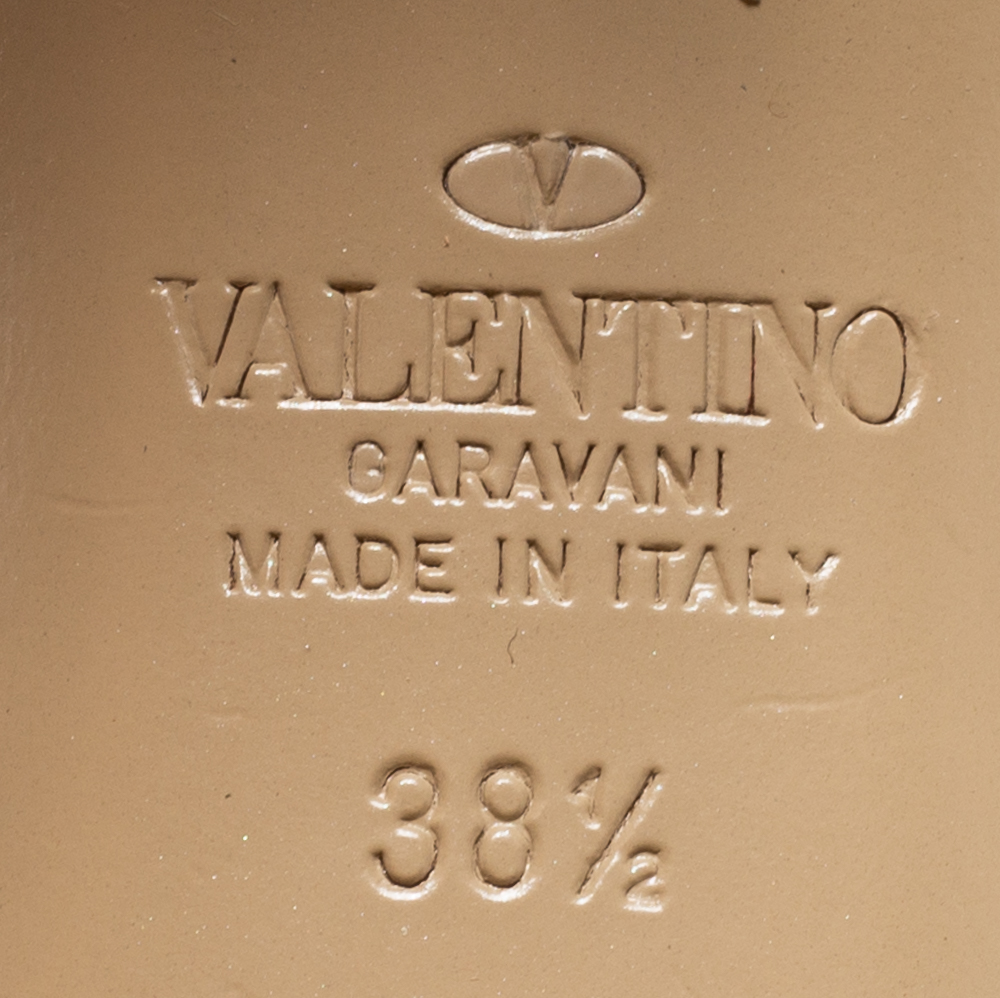 V
VALENTINO
GARAVANI
MADE IN ITALY
38½